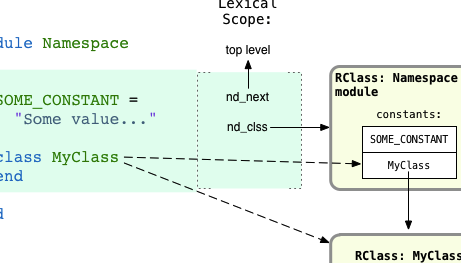 Lexical
Scope:
dule Namespace
top level
RClass: Namespace
module
SOME_CONSTANT =
"Some value..."
nd_next
constants:
nd_clss
SOME_CONSTANT
class MyClass
MyClass
end
d
RClass: MyClass